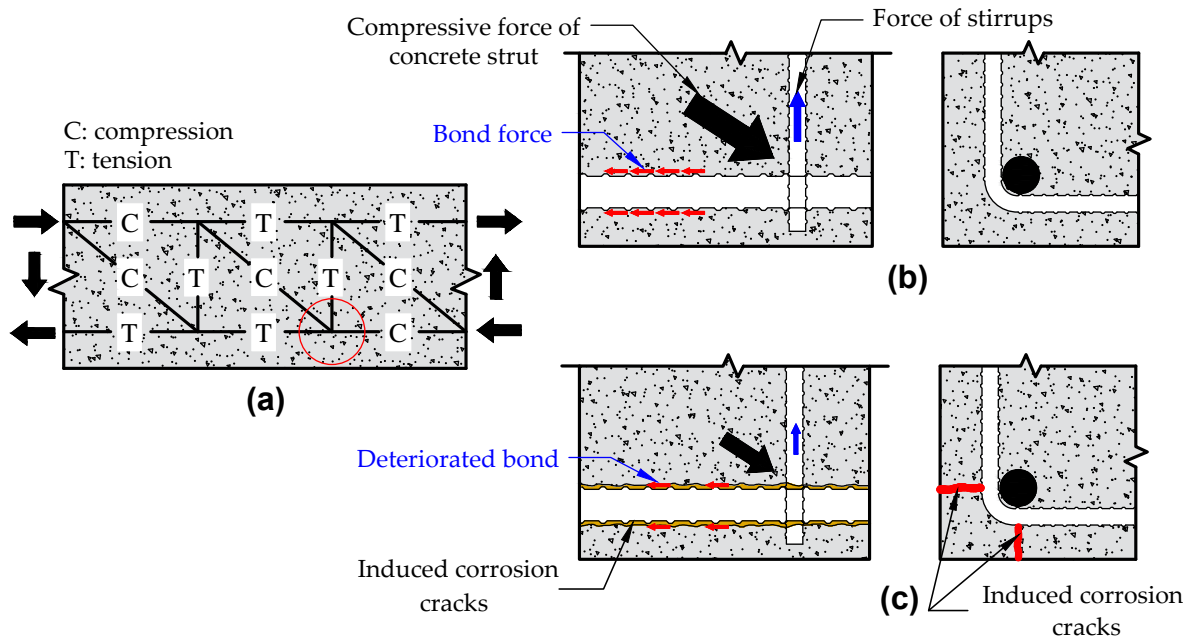 Compressive force of
concrete strut
Force of stirrups
Bond force
C: compression
T: tension
C
T
T
C
T
C
T
C
T
T
C
(a)
(b)
Deteriorated bond
Induced corrosion
cracks
(c)
Induced corrosion
cracks